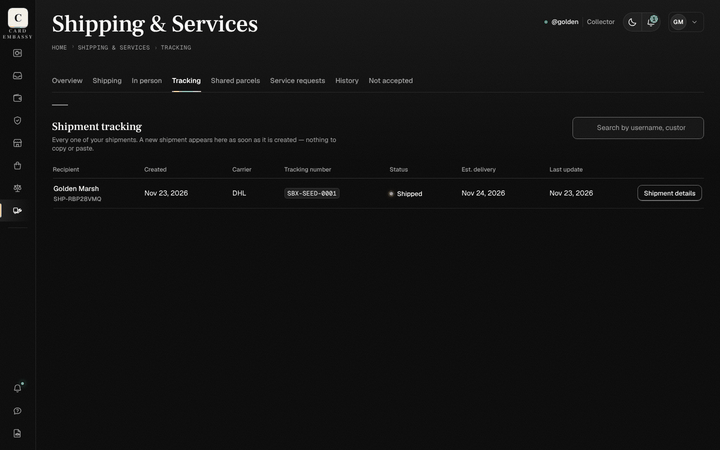 C
CARD
EMBASSY
Shipping & Services
@golden
Collector
1
GM
HOME › SHIPPING & SERVICES › TRACKING
Overview
Shipping
In person
Tracking
Shared parcels
Service requests
History
Not accepted
Shipment tracking
Every one of your shipments. A new shipment appears here as soon as it is created — nothing to
copy or paste.
Search by username, custor
Recipient
Created
Carrier
Tracking number
Status
Est. delivery
Last update
Golden Marsh
SHP-RBP28VMQ
Nov 23, 2026
DHL
SBX-SEED-0001
Shipped
Nov 24, 2026
Nov 23, 2026
Shipment details